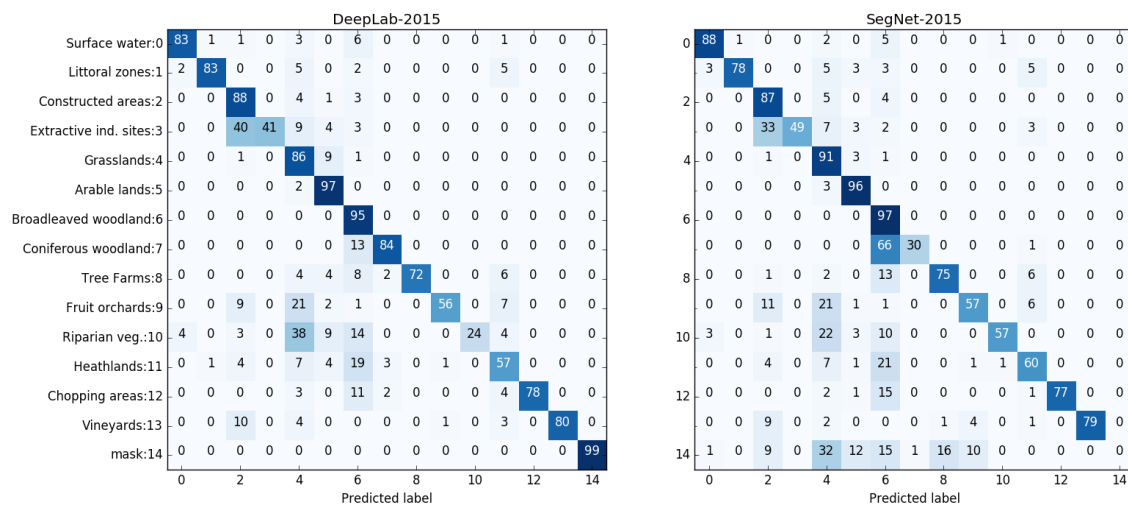 DeepLab-2015
Surface water:0 83 1 1 0 3 0 6 0 0 0 0 1 0 0 0
Littoral zones:1 2 83 0 0 5 0 2 0 0 0 0 5 0 0 0
Constructed areas:2 0 0 88 0 4 1 3 0 0 0 0 0 0 0 0
Extractive ind. sites:3 0 0 40 41 9 4 3 0 0 0 0 0 0 0 0
Grasslands:4 0 0 1 0 86 9 1 0 0 0 0 0 0 0 0
Arable lands:5 0 0 0 0 2 97 0 0 0 0 0 0 0 0 0
Broadleaved woodland:6 0 0 0 0 0 0 95 0 0 0 0 0 0 0 0
Coniferous woodland:7 0 0 0 0 0 0 13 84 0 0 0 0 0 0 0
Tree Farms:8 0 0 0 0 4 4 8 2 72 0 0 6 0 0 0
Fruit orchards:9 0 0 9 0 21 2 1 0 0 56 0 7 0 0 0
Riparian veg.:10 4 0 3 0 38 9 14 0 0 0 24 4 0 0 0
Heathlands:11 0 1 4 0 7 4 19 3 0 1 0 57 0 0 0
Chopping areas:12 0 0 0 0 3 0 11 2 0 0 0 4 78 0 0
Vineyards:13 0 0 10 0 4 0 0 0 0 1 0 3 0 80 0
mask:14 0 0 0 0 0 0 0 0 0 0 0 0 0 0 99
0 2 4 6 8 10 12 14
Predicted label
SegNet-2015
0 88 1 0 0 2 0 5 0 0 0 1 0 0 0 0
3 78 0 0 5 3 3 0 0 0 0 5 0 0 0
2 0 0 87 0 5 0 4 0 0 0 0 0 0 0 0
0 0 33 49 7 3 2 0 0 0 0 3 0 0 0
4 0 0 1 0 91 3 1 0 0 0 0 0 0 0 0
0 0 0 0 3 96 0 0 0 0 0 0 0 0 0
6 0 0 0 0 0 0 97 0 0 0 0 0 0 0 0
0 0 0 0 0 0 66 30 0 0 0 1 0 0 0
8 0 0 1 0 2 0 13 0 75 0 0 6 0 0 0
0 0 11 0 21 1 1 0 0 57 0 6 0 0 0
10 3 0 1 0 22 3 10 0 0 0 57 0 0 0 0
0 0 4 0 7 1 21 0 0 1 1 60 0 0 0
12 0 0 0 0 2 1 15 0 0 0 0 1 77 0 0
0 0 9 0 2 0 0 0 1 4 0 1 0 79 0
14 1 0 9 0 32 12 15 1 16 10 0 0 0 0 0
0 2 4 6 8 10 12 14
Predicted label